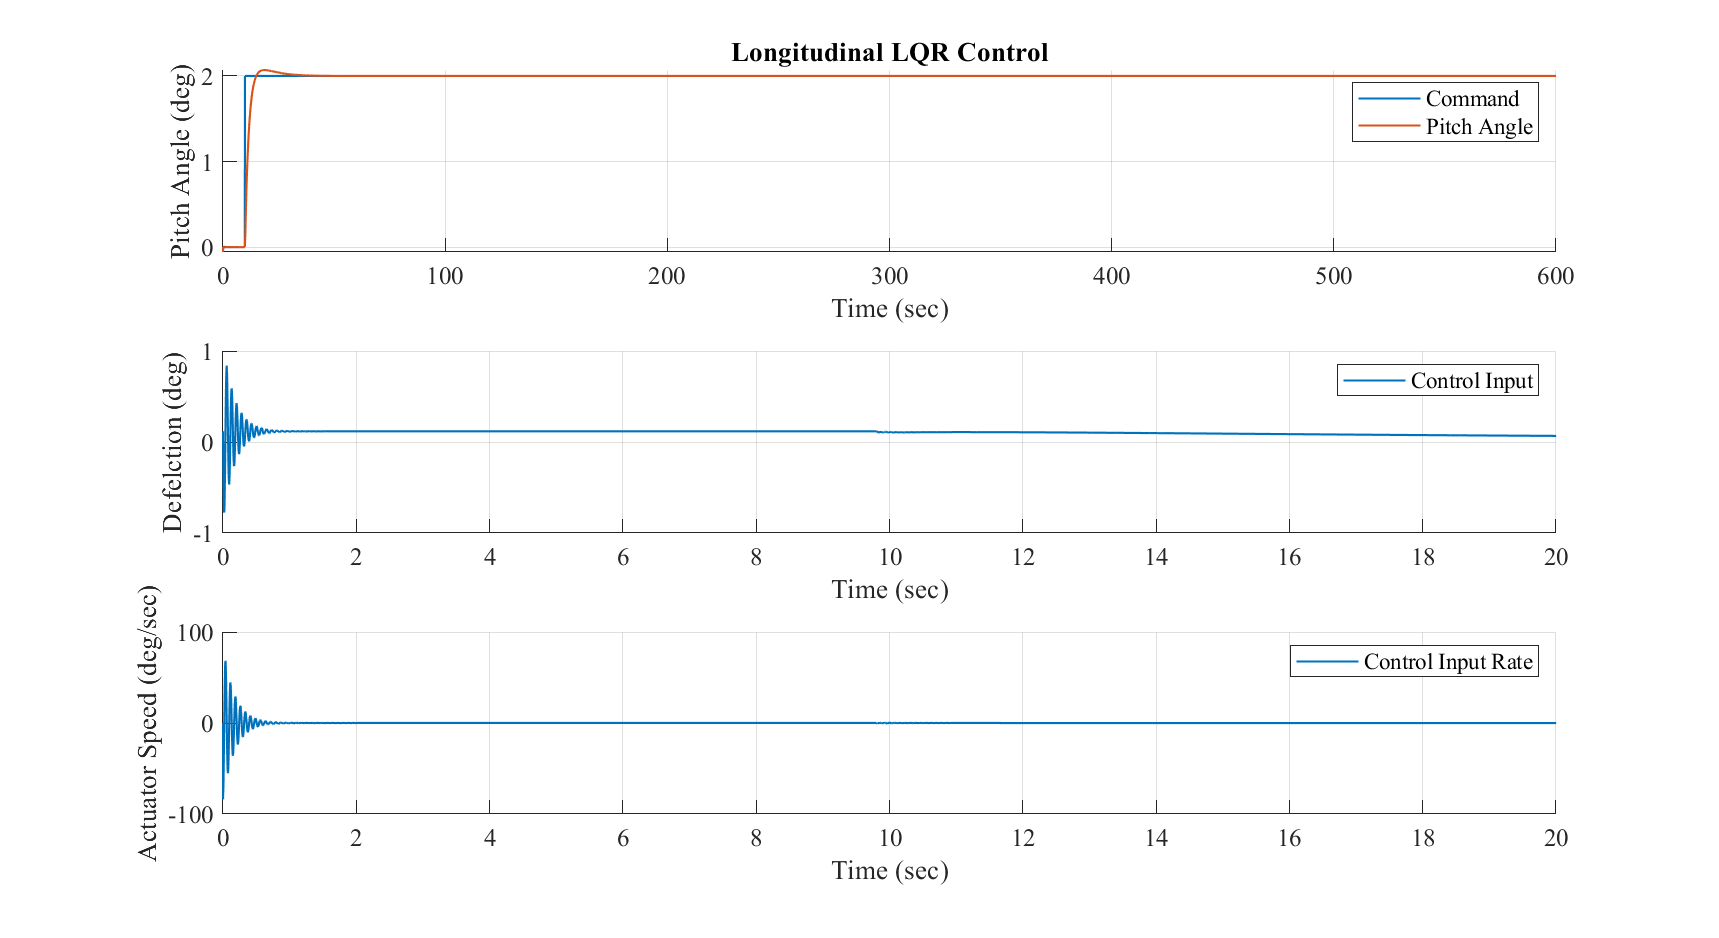 Longitudinal LQR Control
Pitch Angle (deg)
2
1
0
Command
Pitch Angle
0 100 200 300 400 500 600
Time (sec)
Defelction (deg)
1
0
-1
Control Input
0 2 4 6 8 10 12 14 16 18 20
Time (sec)
Actuator Speed (deg/sec)
100
0
-100
Control Input Rate
0 2 4 6 8 10 12 14 16 18 20
Time (sec)